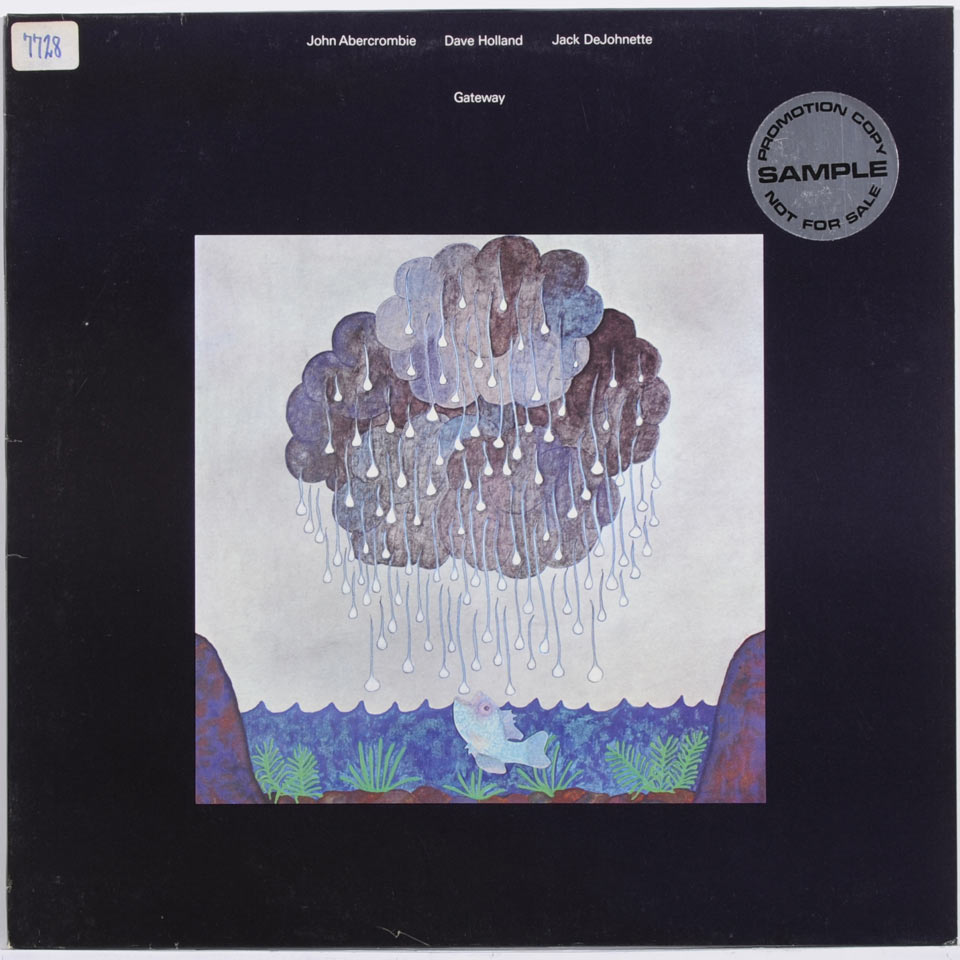 7728
John Abercrombie Dave Holland Jack DeJohnette
Gateway
PROMOTION COPY
SAMPLE
NOT FOR SALE